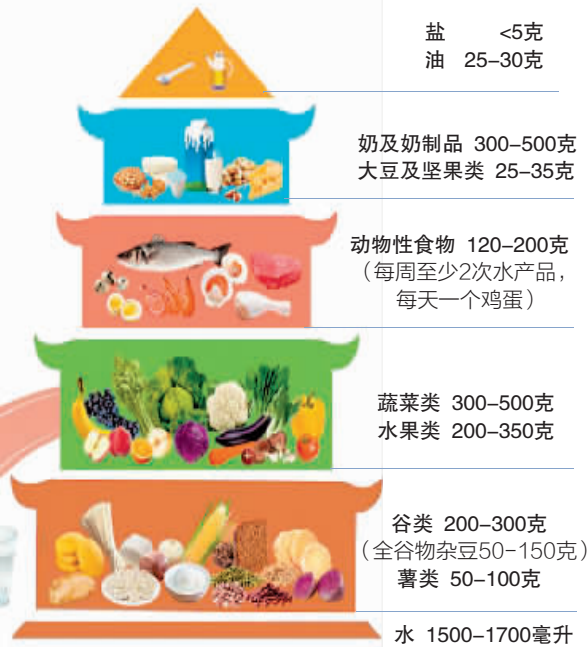 盐 <5克
油 25-30克
奶及奶制品 300-500克
大豆及坚果类 25-35克
动物性食物 120-200克
（每周至少2次水产品，
每天一个鸡蛋）
蔬菜类 300-500克
水果类 200-350克
谷类 200-300克
（全谷物杂豆50-150克）
薯类 50-100克
水 1500-1700毫升